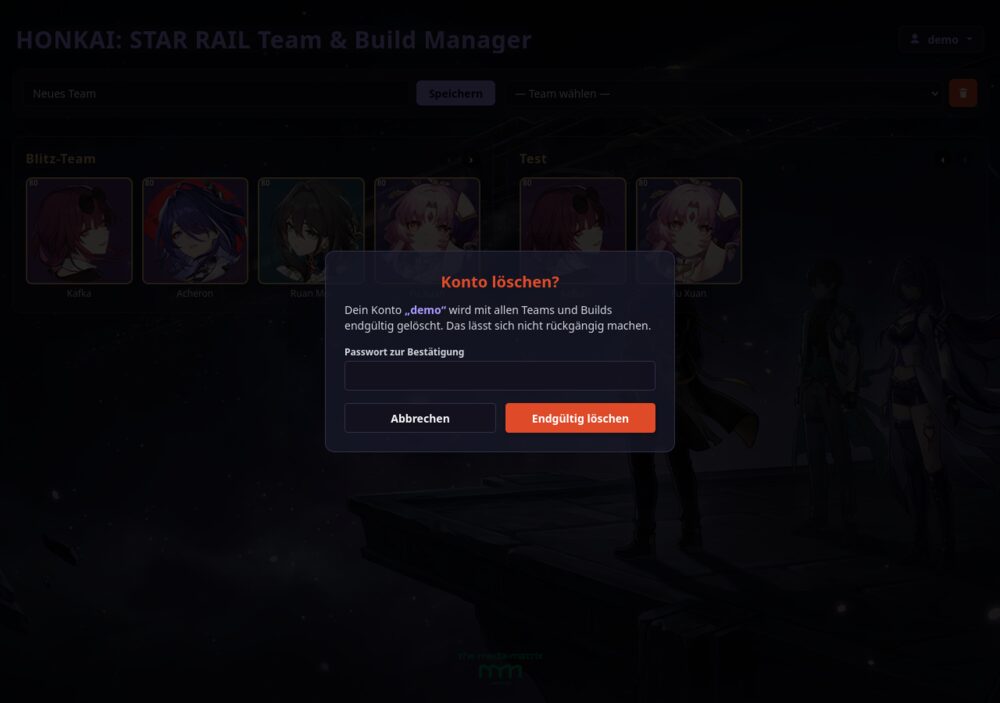 HONKAI: STAR RAIL Team & Build Manager
demo
Neues Team
Speichern
— Team wählen —
Blitz-Team
Test
80
80
80
80
80
80
Kafka
Acheron
Ruan M
u Xuan
Konto löschen?
Dein Konto „demo“ wird mit allen Teams und Builds
endgültig gelöscht. Das lässt sich nicht rückgängig machen.
Passwort zur Bestätigung
Abbrechen
Endgültig löschen